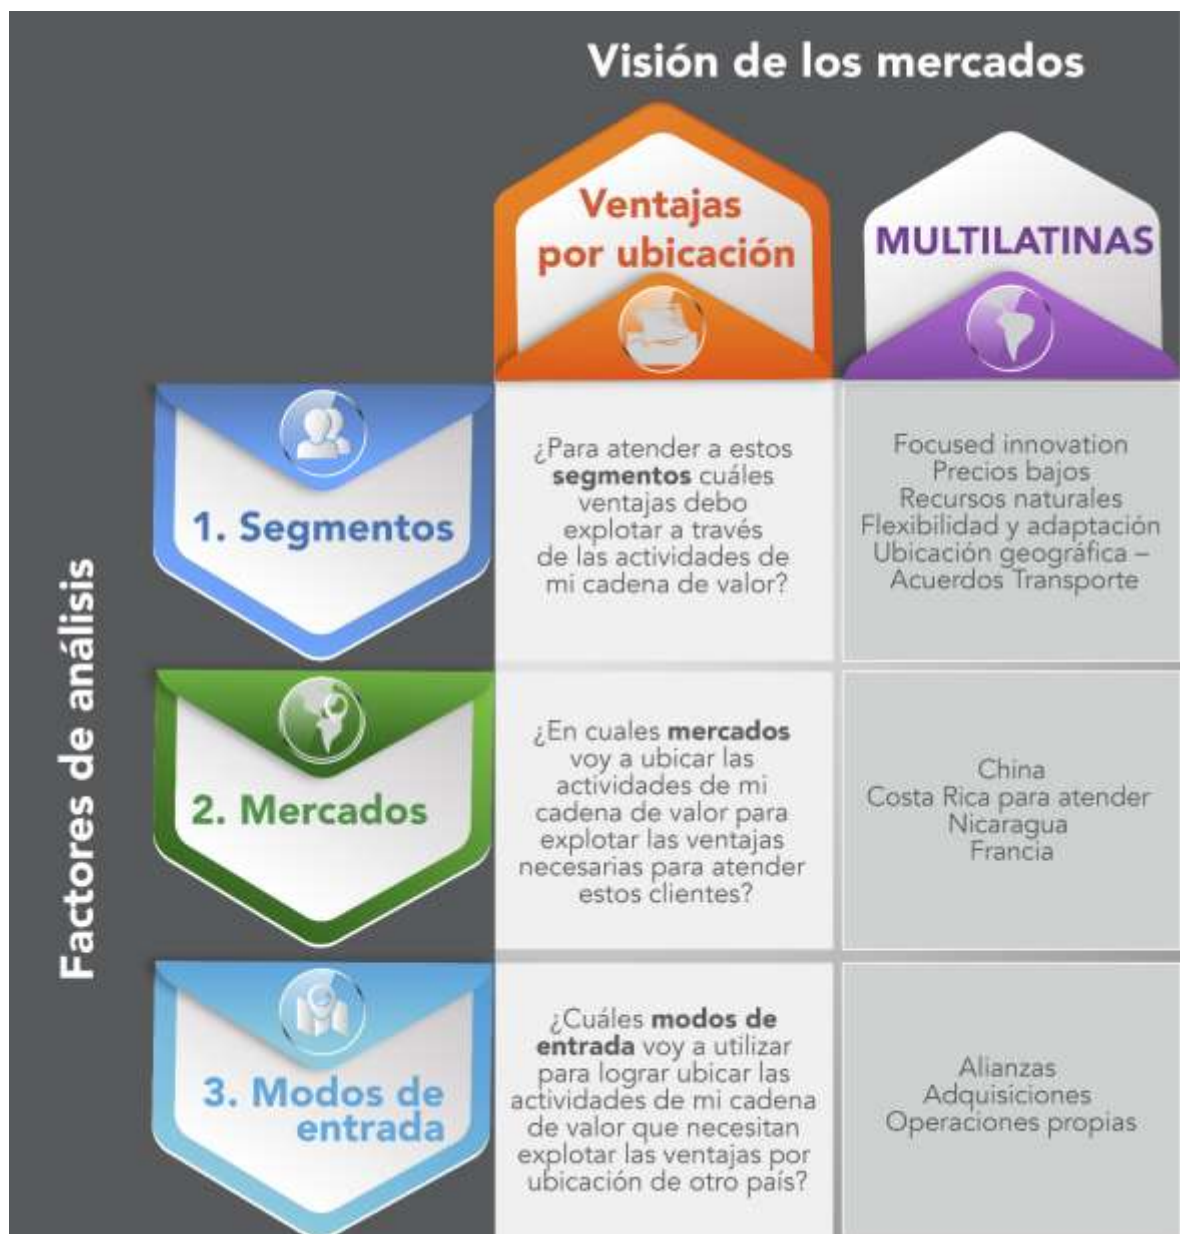 Visión de los mercados
Ventajas
por ubicación
MULTILATINAS
Factores de análisis
1. Segmentos
¿Para atender a estos
segmentos cuáles
ventajas debo
explotar a través
de las actividades de
mi cadena de valor?
Focused innovation
Precios bajos
Recursos naturales
Flexibilidad y adaptación
Ubicación geográfica –
Acuerdos Transporte
2. Mercados
¿En cuales mercados
voy a ubicar las
actividades de mi
cadena de valor para
explotar las ventajas
necesarias para atender
estos clientes?
China
Costa Rica para atender
Nicaragua
Francia
3. Modos de
entrada
¿Cuáles modos de
entrada voy a utilizar
para lograr ubicar las
actividades de mi cadena
de valor que necesitan
explotar las ventajas por
ubicación de otro país?
Alianzas
Adquisiciones
Operaciones propias